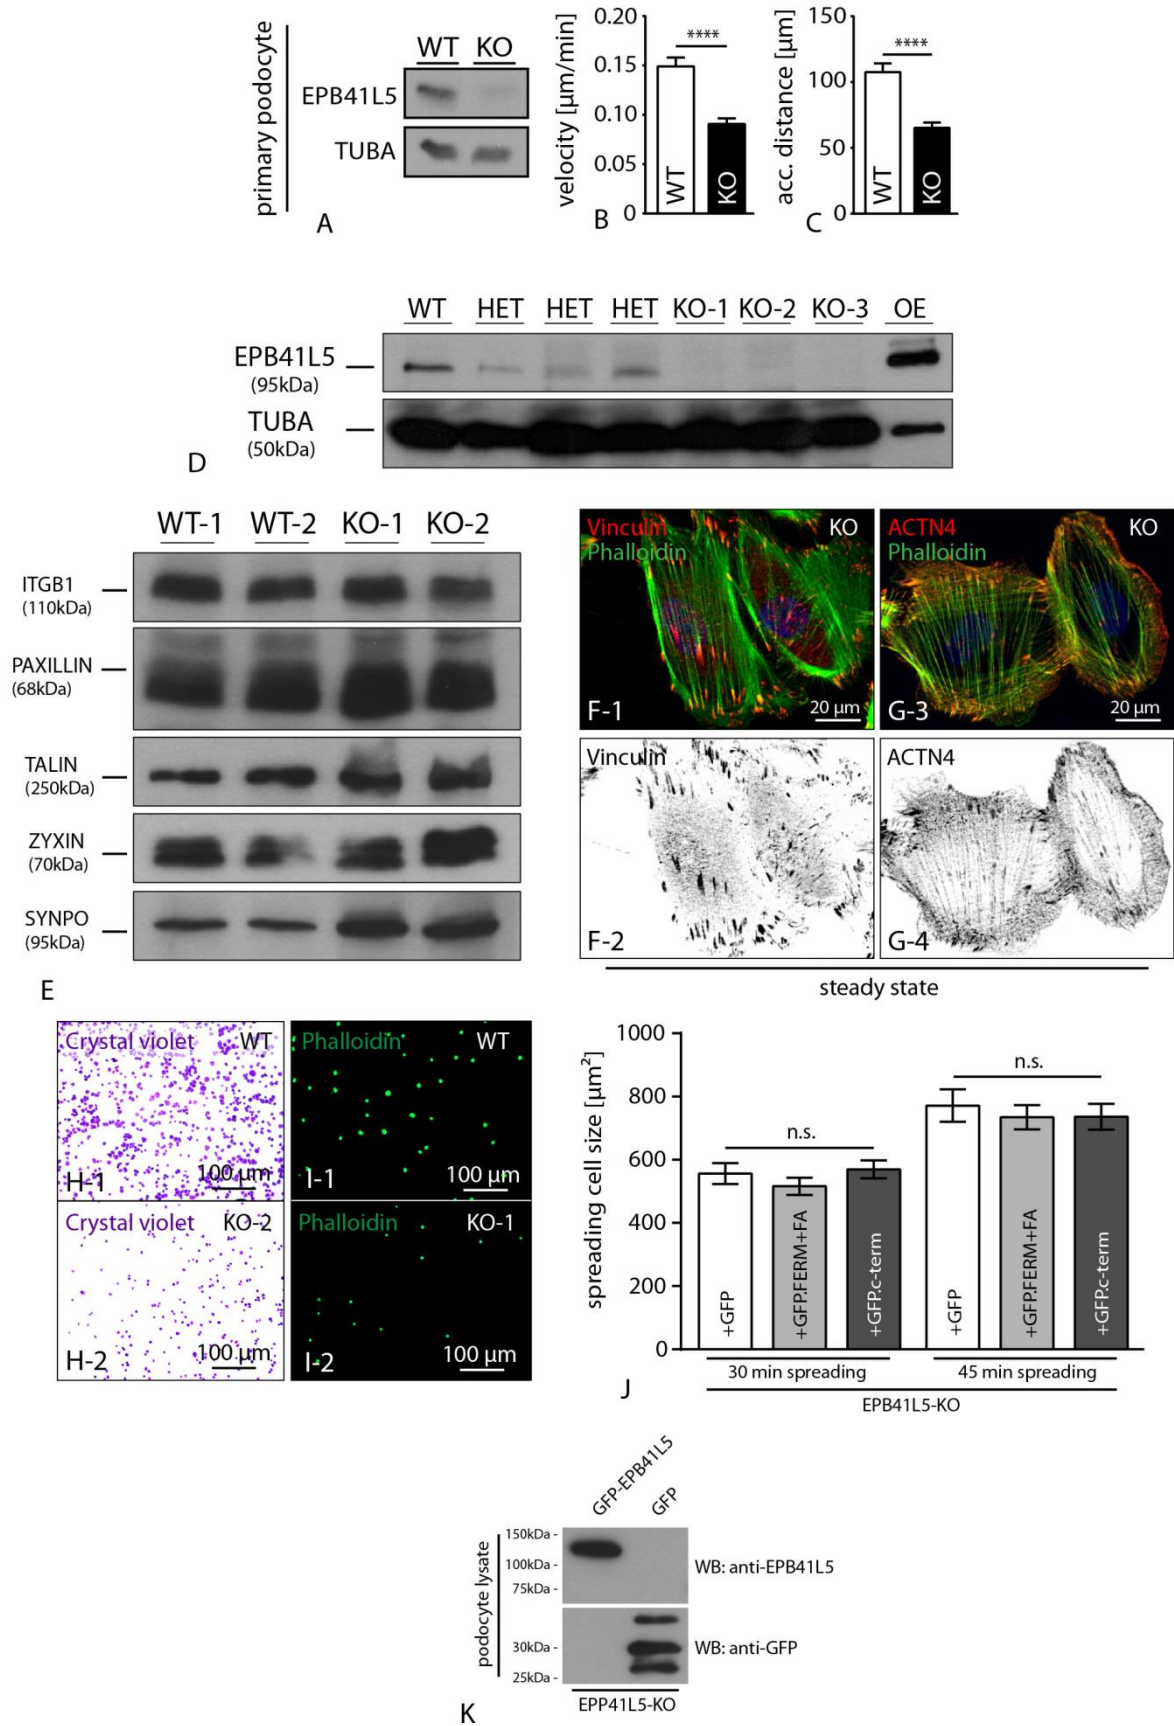 primary podocyte
WT KO
EPB41L5
TUBA
A
velocity [µm/min]
0.20
0.15
0.10
0.05
0
****
WT
KO
B
acc. distance [µm]
150
100
50
0
****
WT
KO
C
WT HET HET HET KO-1 KO-2 KO-3 OE
EPB41L5
(95kDa)
TUBA
(50kDa)
D
WT-1 WT-2 KO-1 KO-2
ITGB1
(110kDa)
PAXILLIN
(68kDa)
TALIN
(250kDa)
ZYXIN
(70kDa)
SYNPO
(95kDa)
E
Vinculin KO
Phalloidin
20 µm
F-1
ACTN4 KO
Phalloidin
20 µm
G-3
Vinculin
F-2
ACTN4
G-4
steady state
Crystal violet WT
100 µm
H-1
Phalloidin WT
100 µm
I-1
Crystal violet KO-2
100 µm
H-2
Phalloidin KO-1
100 µm
I-2
spreading cell size [µm²]
1000
800
600
400
200
0
n.s.
n.s.
+GFP
+GFP.FERM+FA
+GFP.c-term
+GFP
+GFP.FERM+FA
+GFP.c-term
30 min spreading
45 min spreading
EPB41L5-KO
J
GFP-EPB41L5
GFP
podocyte lysate
150kDa -
100kDa -
75kDa -
WB: anti-EPB41L5
30kDa -
25kDa -
WB: anti-GFP
EPP41L5-KO
K